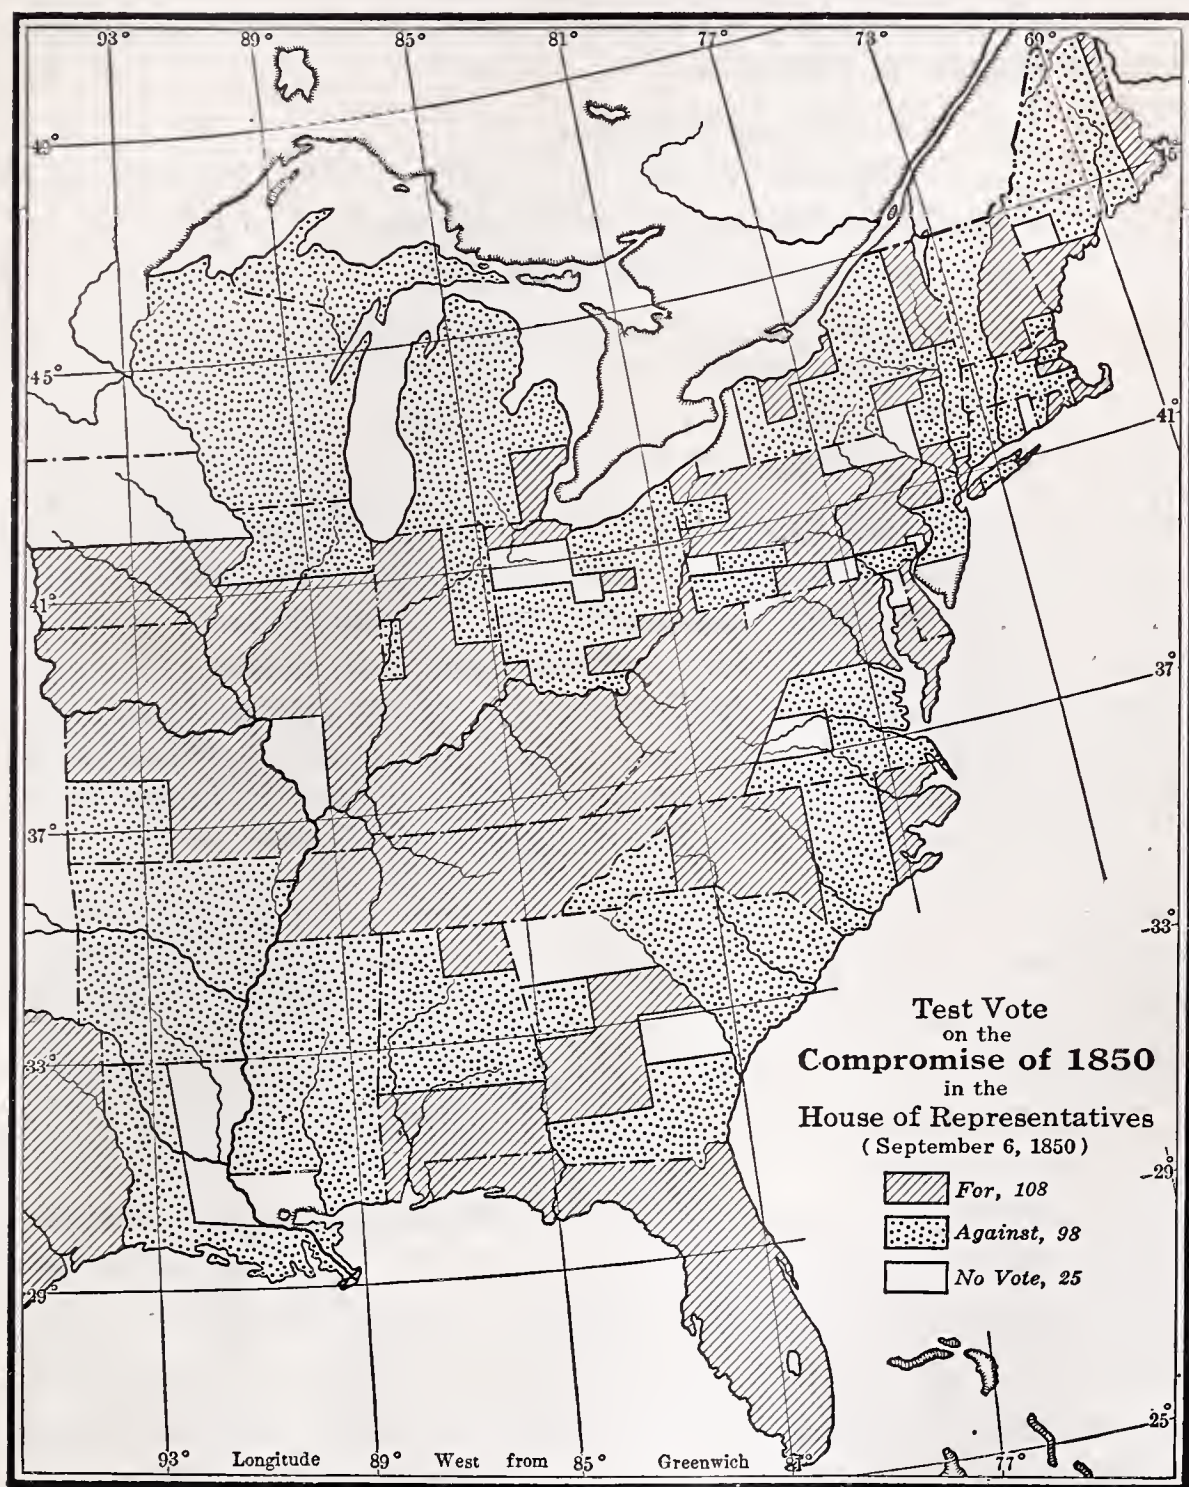 93° 89° 85° 81° 77° 73° 69°
45°
45°
41°
41°
37°
37°
33°
33°
Test Vote
on the
Compromise of 1850
in the
House of Representatives
(September 6, 1850)
29°
For, 108
Against, 98
No Vote, 25
29°
25°
93° Longitude 89° West from 85° Greenwich 81° 77°